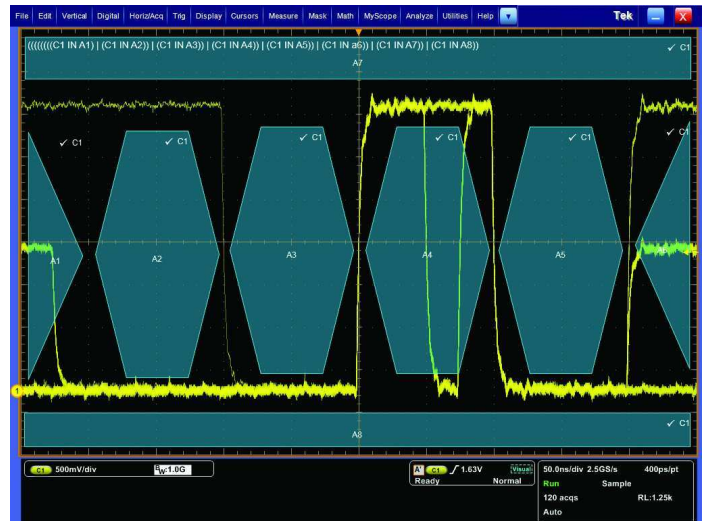 File Edit Vertical Digital Horiz/Acq Trig Display Cursors Measure Mask Math MyScope Analyze Utilities Help Tek X
((((((((C1 IN A1) | (C1 IN A2)) | (C1 IN A3)) | (C1 IN A4)) | (C1 IN A5)) | (C1 IN a6)) | (C1 IN A7)) | (C1 IN A8))
✓ C1
A7
✓ C1 ✓ C1 ✓ C1 ✓ C1 ✓ C1 ✓ C1
A1 A2 A3 A4 A5 A6
1
✓ C1
A8
C1 500mV/div BW:1.0G
A' C1 1.63V Visual
Ready Normal
50.0ns/div 2.5GS/s 400ps/pt
Run Sample
120 acqs RL:1.25k
Auto